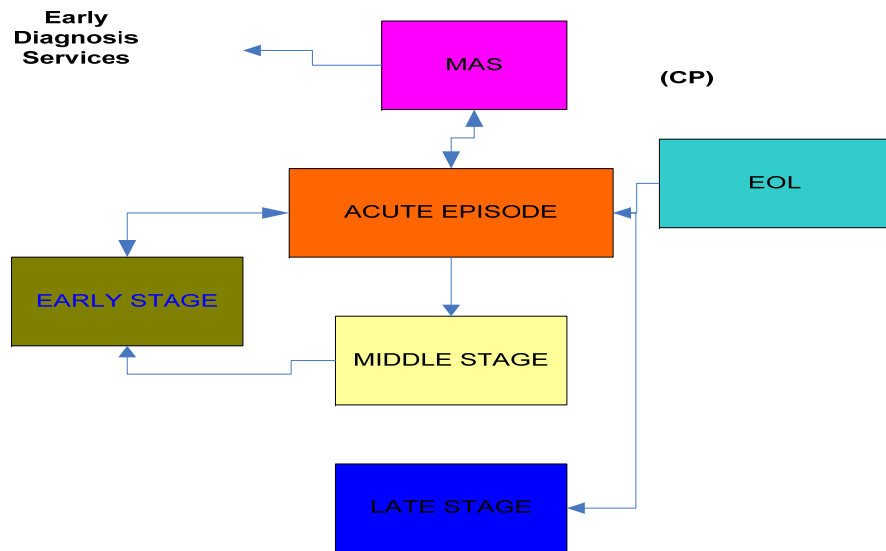 Early
Diagnosis
Services
MAS
(CP)
EOL
ACUTE EPISODE
EARLY STAGE
MIDDLE STAGE
LATE STAGE